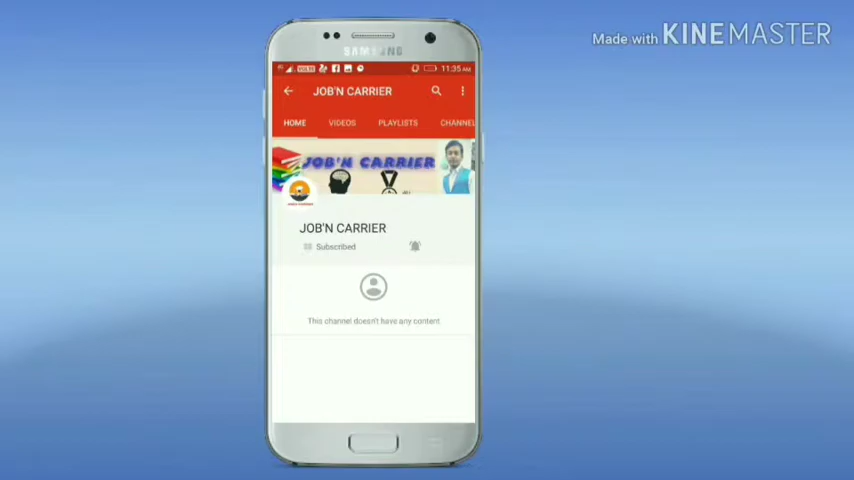 Made with KINEMASTER
SAMSUNG
11:35 AM
JOB'N CARRIER
HOME VIDEOS PLAYLISTS CHANNEL
JOB'N CARRIER
JOB'N CARRIER
Subscribed
This channel doesn't have any content